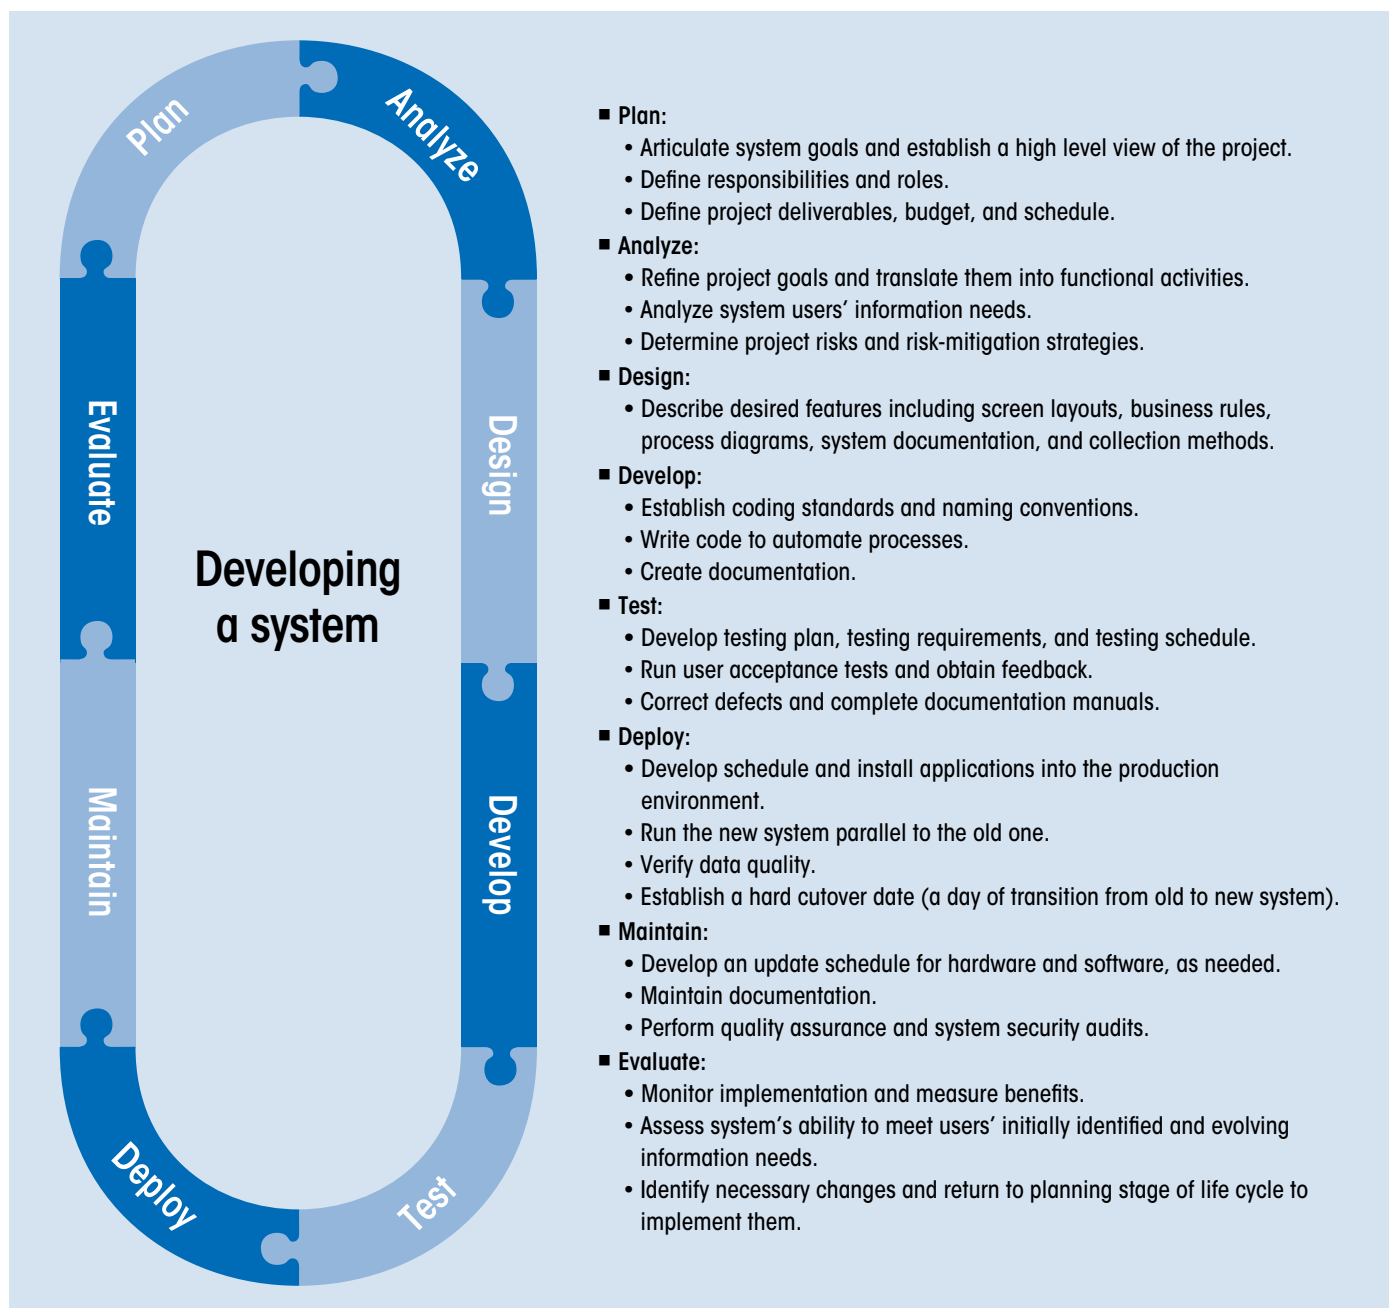 Plan
Analyze
Design
Develop
Test
Deploy
Maintain
Evaluate
Developing
a system
■ Plan:
• Articulate system goals and establish a high level view of the project.
• Define responsibilities and roles.
• Define project deliverables, budget, and schedule.
■ Analyze:
• Refine project goals and translate them into functional activities.
• Analyze system users’ information needs.
• Determine project risks and risk-mitigation strategies.
■ Design:
• Describe desired features including screen layouts, business rules,
process diagrams, system documentation, and collection methods.
■ Develop:
• Establish coding standards and naming conventions.
• Write code to automate processes.
• Create documentation.
■ Test:
• Develop testing plan, testing requirements, and testing schedule.
• Run user acceptance tests and obtain feedback.
• Correct defects and complete documentation manuals.
■ Deploy:
• Develop schedule and install applications into the production
environment.
• Run the new system parallel to the old one.
• Verify data quality.
• Establish a hard cutover date (a day of transition from old to new system).
■ Maintain:
• Develop an update schedule for hardware and software, as needed.
• Maintain documentation.
• Perform quality assurance and system security audits.
■ Evaluate:
• Monitor implementation and measure benefits.
• Assess system’s ability to meet users’ initially identified and evolving
information needs.
• Identify necessary changes and return to planning stage of life cycle to
implement them.